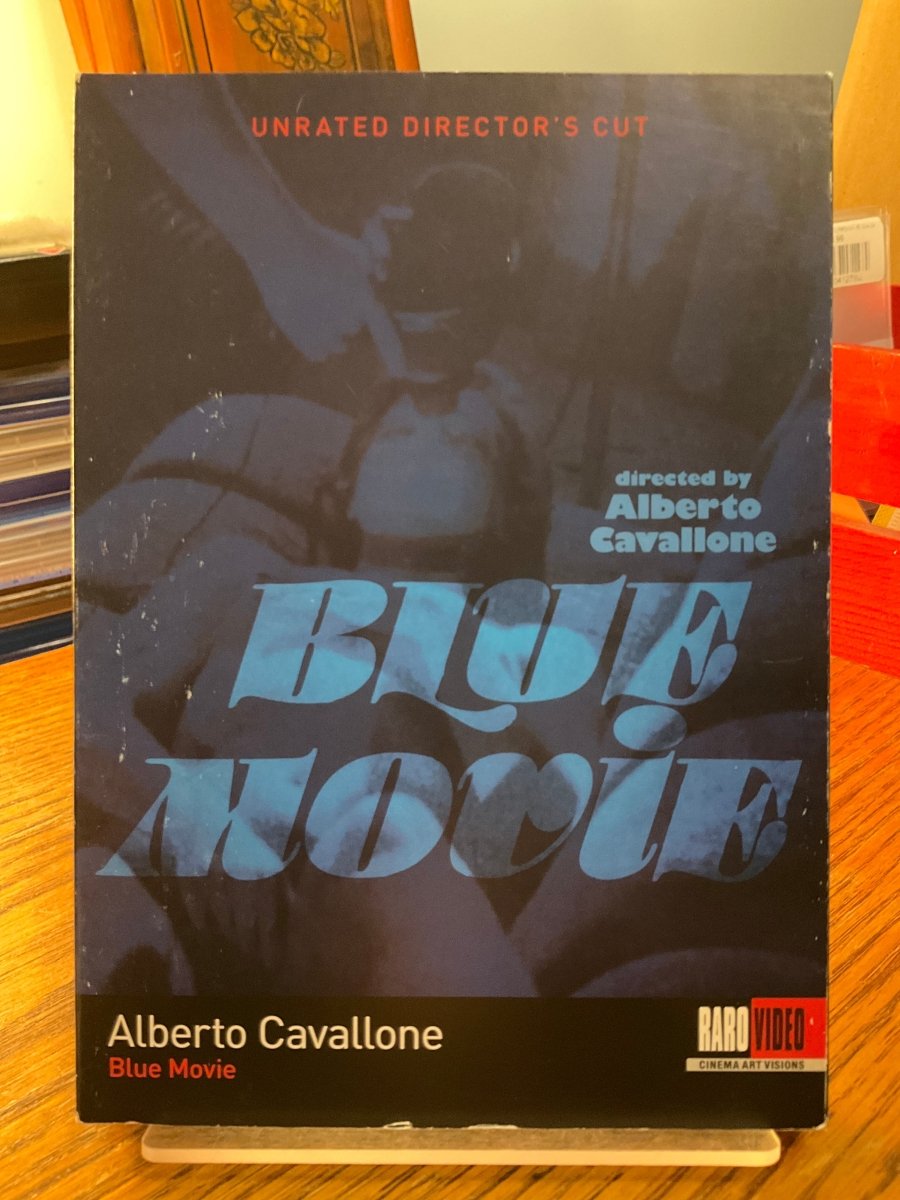 UNRATED DIRECTOR'S CUT
directed by
Alberto
Cavallone
BLUE
MOVIE
Alberto Cavallone
Blue Movie
RARO VIDEO
CINEMA ART VISIONS